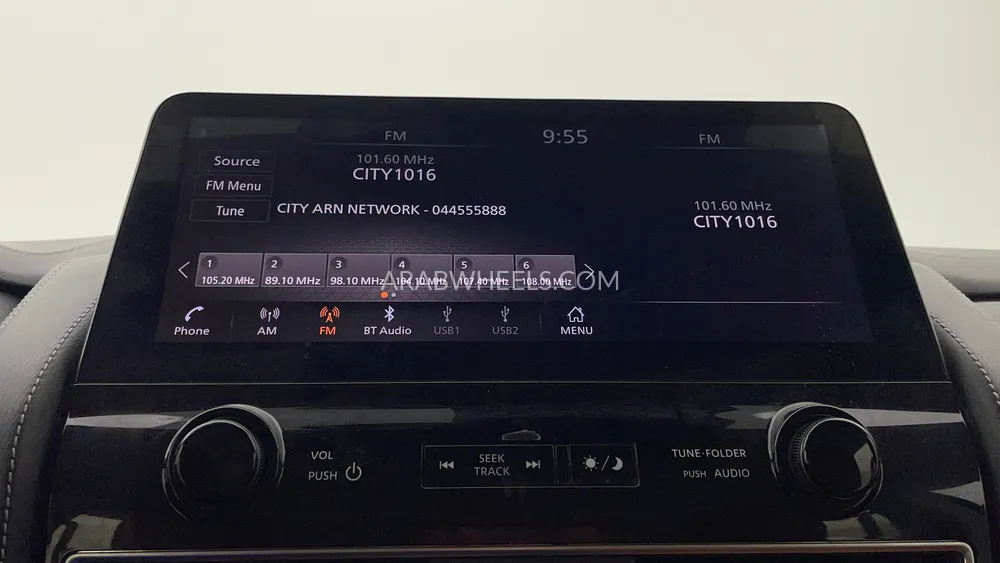 FM 9:55 FM
Source
101.60 MHz
CITY1016
FM Menu
Tune
CITY ARN NETWORK - 044555888
101.60 MHz
CITY1016
1 2 3 4 5 6
105.20 MHz 89.10 MHz 98.10 MHz 104.10 MHz 107.40 MHz 108.00 MHz
ARABWHEELS.COM
Phone AM FM BT Audio USB1 USB2 MENU
VOL
PUSH
SEEK
TRACK
TUNE·FOLDER
PUSH AUDIO